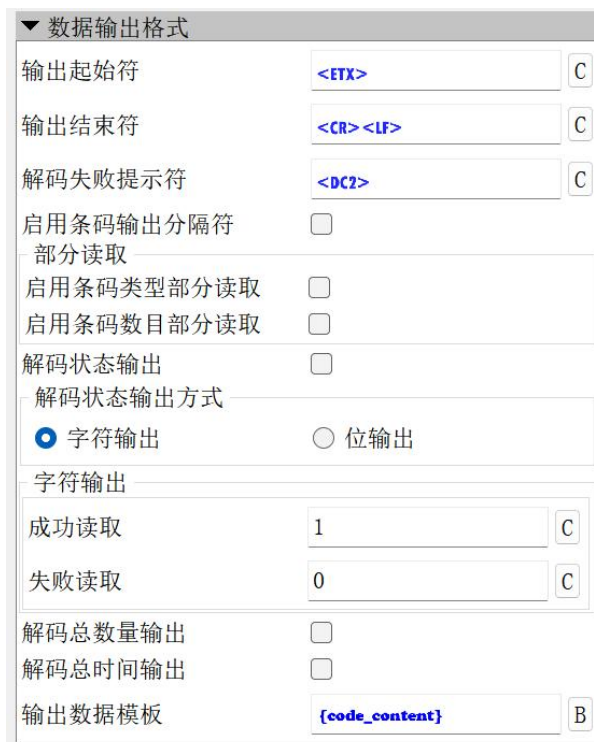 ▼ 数据输出格式
输出起始符 <ETX> C
输出结束符 <CR><LF> C
解码失败提示符 <DC2> C
启用条码输出分隔符
部分读取
启用条码类型部分读取
启用条码数目部分读取
解码状态输出
解码状态输出方式
字符输出 位输出
字符输出
成功读取 1 C
失败读取 0 C
解码总数量输出
解码总时间输出
输出数据模板 {code_content} B